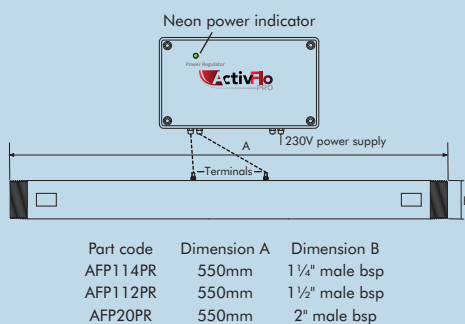 Neon power indicator
Power Regulator
ActivFlo
PRO
230V power supply
A
Terminals
Part code Dimension A Dimension B
AFP114PR 550mm 1¼" male bsp
AFP112PR 550mm 1½" male bsp
AFP20PR 550mm 2" male bsp